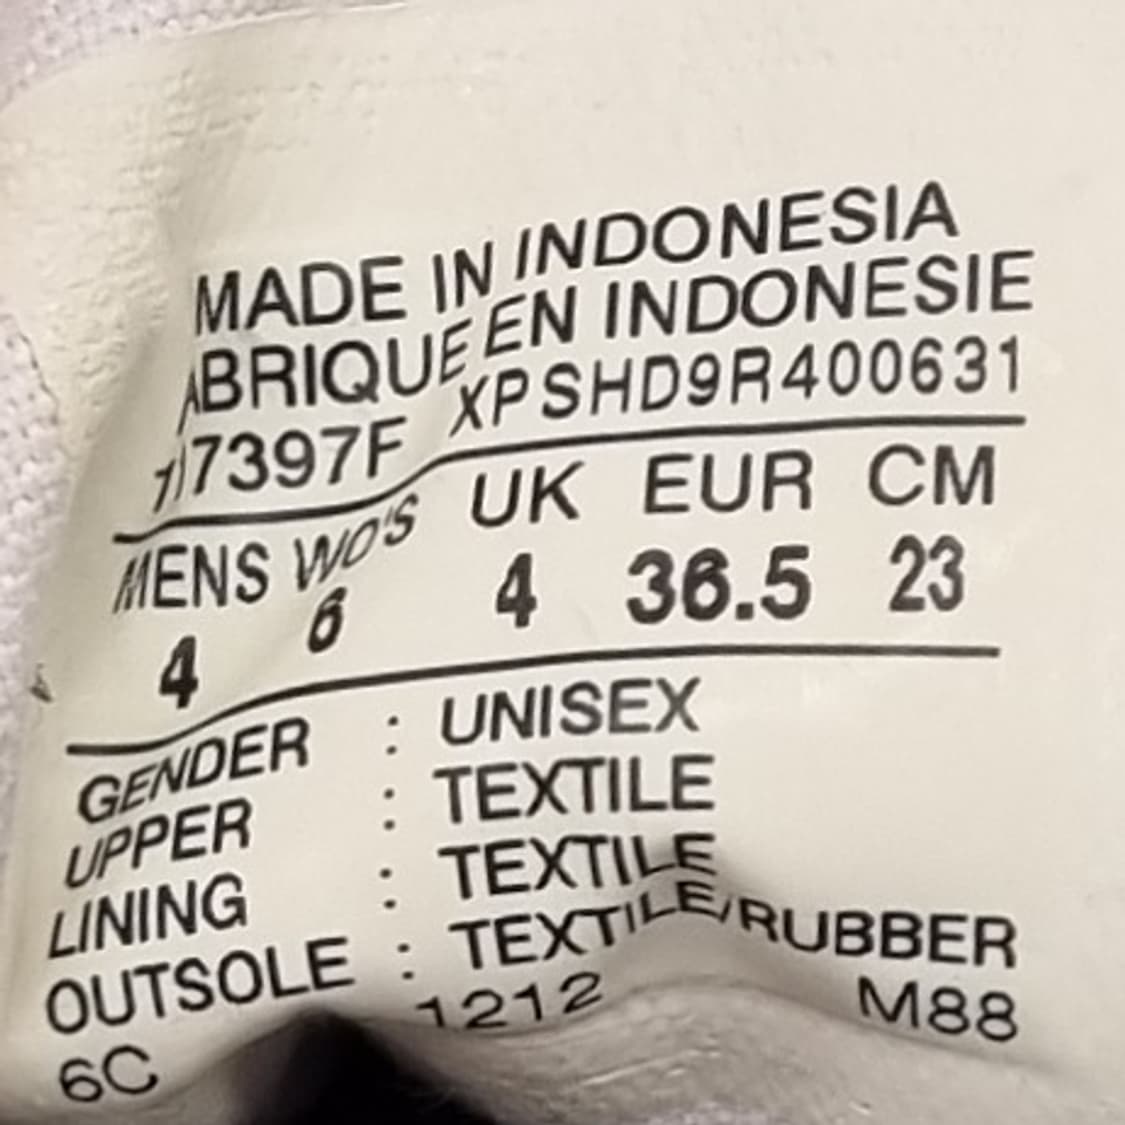 MADE IN INDONESIA
ABRIQUE EN INDONESIE
7397F XPSHD9R400631
MENS WO'S UK EUR CM
4 6 4 36.5 23
GENDER : UNISEX
UPPER : TEXTILE
LINING : TEXTILE
OUTSOLE : TEXTILE/RUBBER
6C 1212 M88